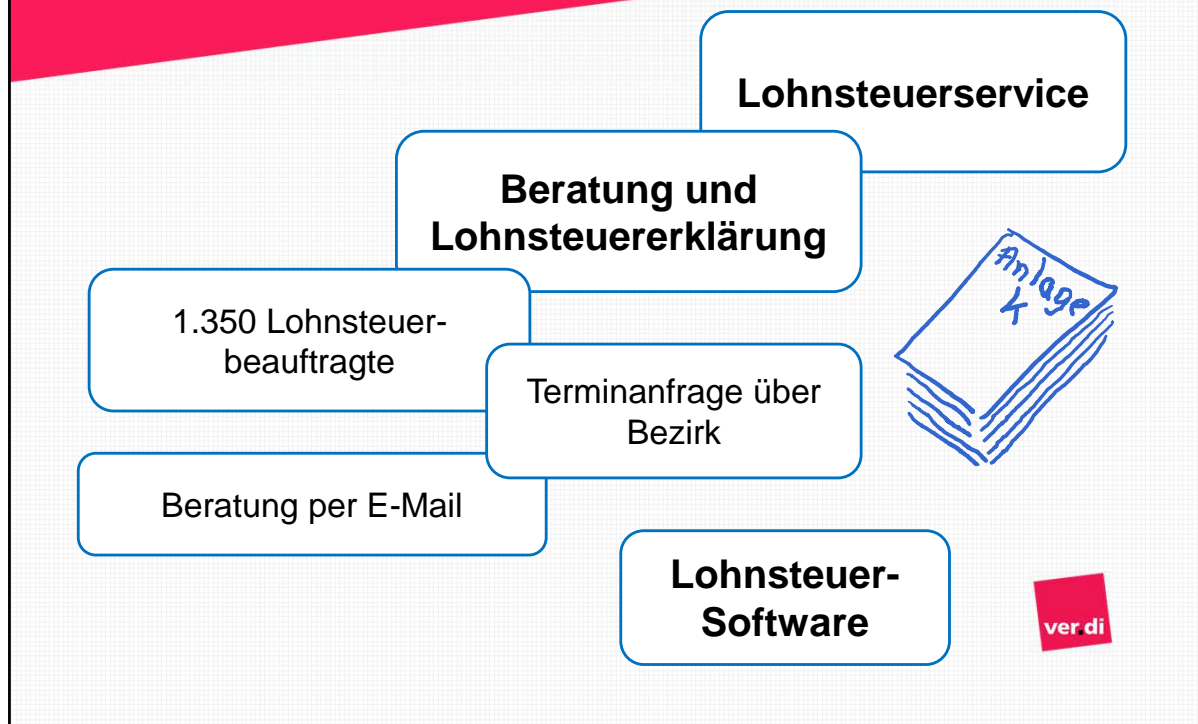 Lohnsteuerservice
Beratung und
Lohnsteuererklärung
1.350 Lohnsteuer-
beauftragte
Terminanfrage über
Bezirk
Beratung per E-Mail
Anlage
K
Lohnsteuer-
Software
ver.di